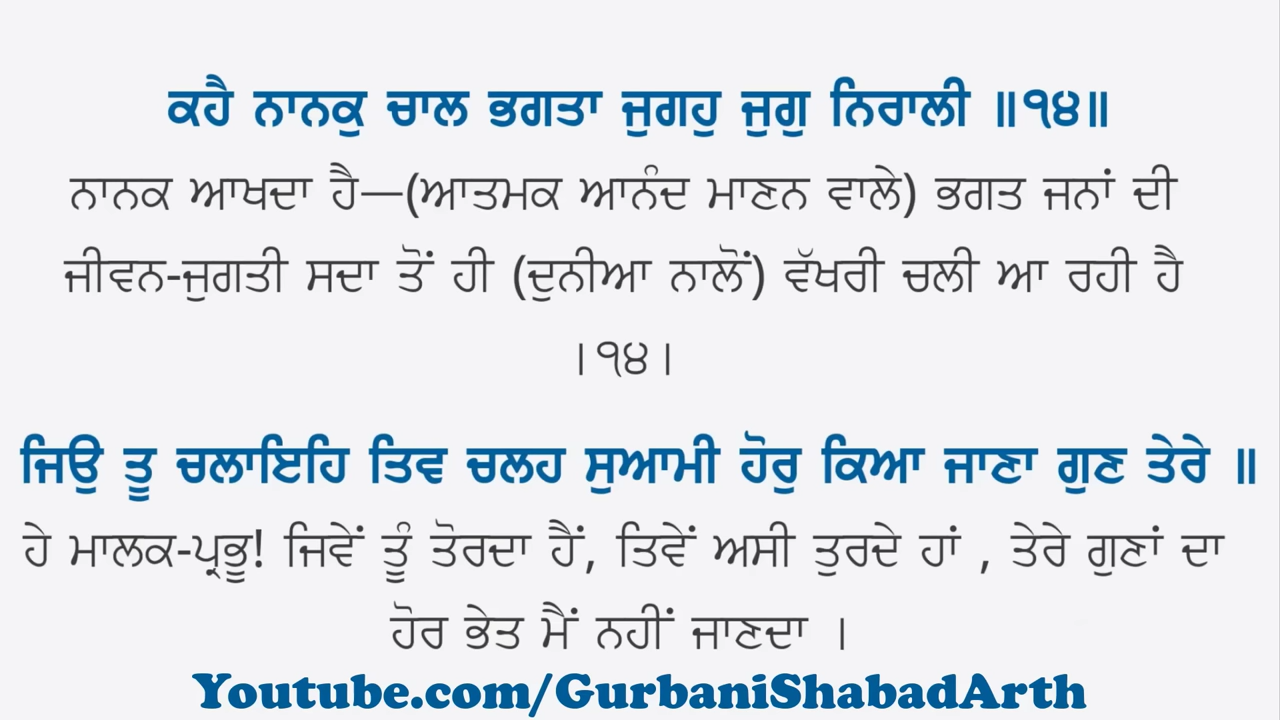 ਕਹੈ ਨਾਨਕੁ ਚਾਲ ਭਗਤਾ ਜੁਗਹੁ ਜੁਗੁ ਨਿਰਾਲੀ ॥੧੪॥
ਨਾਨਕ ਆਖਦਾ ਹੈ—(ਆਤਮਕ ਆਨੰਦ ਮਾਣਨ ਵਾਲੇ) ਭਗਤ ਜਨਾਂ ਦੀ
ਜੀਵਨ-ਜੁਗਤੀ ਸਦਾ ਤੋਂ ਹੀ (ਦੁਨੀਆ ਨਾਲੋਂ) ਵੱਖਰੀ ਚਲੀ ਆ ਰਹੀ ਹੈ
।੧੪।
ਜਿਉ ਤੂ ਚਲਾਇਹਿ ਤਿਵ ਚਲਹ ਸੁਆਮੀ ਹੋਰੁ ਕਿਆ ਜਾਣਾ ਗੁਣ ਤੇਰੇ ॥
ਹੇ ਮਾਲਕ-ਪ੍ਰਭੂ! ਜਿਵੇਂ ਤੂੰ ਤੋਰਦਾ ਹੈਂ, ਤਿਵੇਂ ਅਸੀ ਤੁਰਦੇ ਹਾਂ , ਤੇਰੇ ਗੁਣਾਂ ਦਾ
ਹੋਰ ਭੇਤ ਮੈਂ ਨਹੀਂ ਜਾਣਦਾ ।
Youtube.com/GurbaniShabadArth